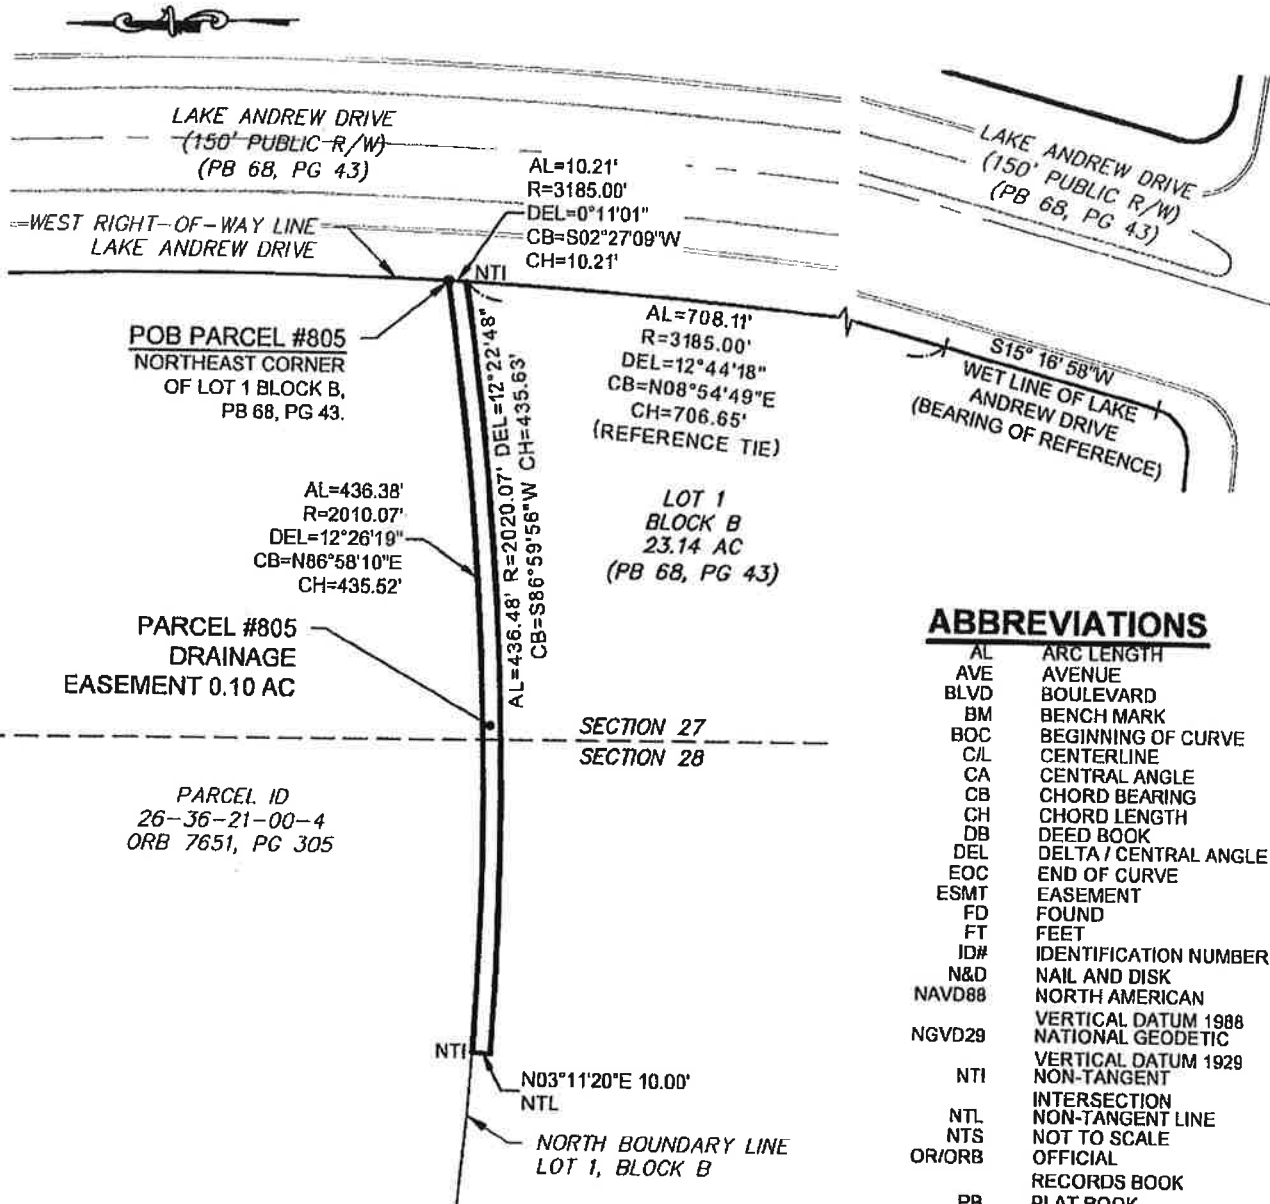 LAKE ANDREW DRIVE
(150' PUBLIC R/W)
(PB 68, PG 43)
AL=10.21'
R=3185.00'
DEL=0°11'01"
CB=S02°27'09"W
CH=10.21'
LAKE ANDREW DRIVE
(150' PUBLIC R/W)
(PB 68, PG 43)
WEST RIGHT-OF-WAY LINE
LAKE ANDREW DRIVE
NTI
POB PARCEL #805
NORTHEAST CORNER
OF LOT 1 BLOCK B,
PB 68, PG 43.
AL=708.11'
R=3185.00'
DEL=12°44'18"
CB=N08°54'49"E
CH=706.65'
(REFERENCE TIE)
S15° 16' 58"W
WET LINE OF LAKE
ANDREW DRIVE
(BEARING OF REFERENCE)
AL=436.48' R=2020.07' DEL=12°22'48"
CB=S86°59'56"W CH=435.63'
AL=436.38'
R=2010.07'
DEL=12°26'19"
CB=N86°58'10"E
CH=435.52'
LOT 1
BLOCK B
23.14 AC
(PB 68, PG 43)
PARCEL #805
DRAINAGE
EASEMENT 0.10 AC
SECTION 27
SECTION 28
PARCEL ID
26-36-21-00-4
ORB 7651, PG 305
NTI
N03°11'20"E 10.00'
NTL
NORTH BOUNDARY LINE
LOT 1, BLOCK B
ABBREVIATIONS
AL ARC LENGTH
AVE AVENUE
BLVD BOULEVARD
BM BENCH MARK
BOC BEGINNING OF CURVE
C/L CENTERLINE
CA CENTRAL ANGLE
CB CHORD BEARING
CH CHORD LENGTH
DB DEED BOOK
DEL DELTA / CENTRAL ANGLE
EOC END OF CURVE
ESMT EASEMENT
FD FOUND
FT FEET
ID# IDENTIFICATION NUMBER
N&D NAIL AND DISK
NAVD88 NORTH AMERICAN
VERTICAL DATUM 1988
NGVD29 NATIONAL GEODETIC
VERTICAL DATUM 1929
NTI NON-TANGENT
INTERSECTION
NTL NON-TANGENT LINE
NTS NOT TO SCALE
OR/ORB OFFICIAL
RECORDS BOOK
PB PLAT BOOK